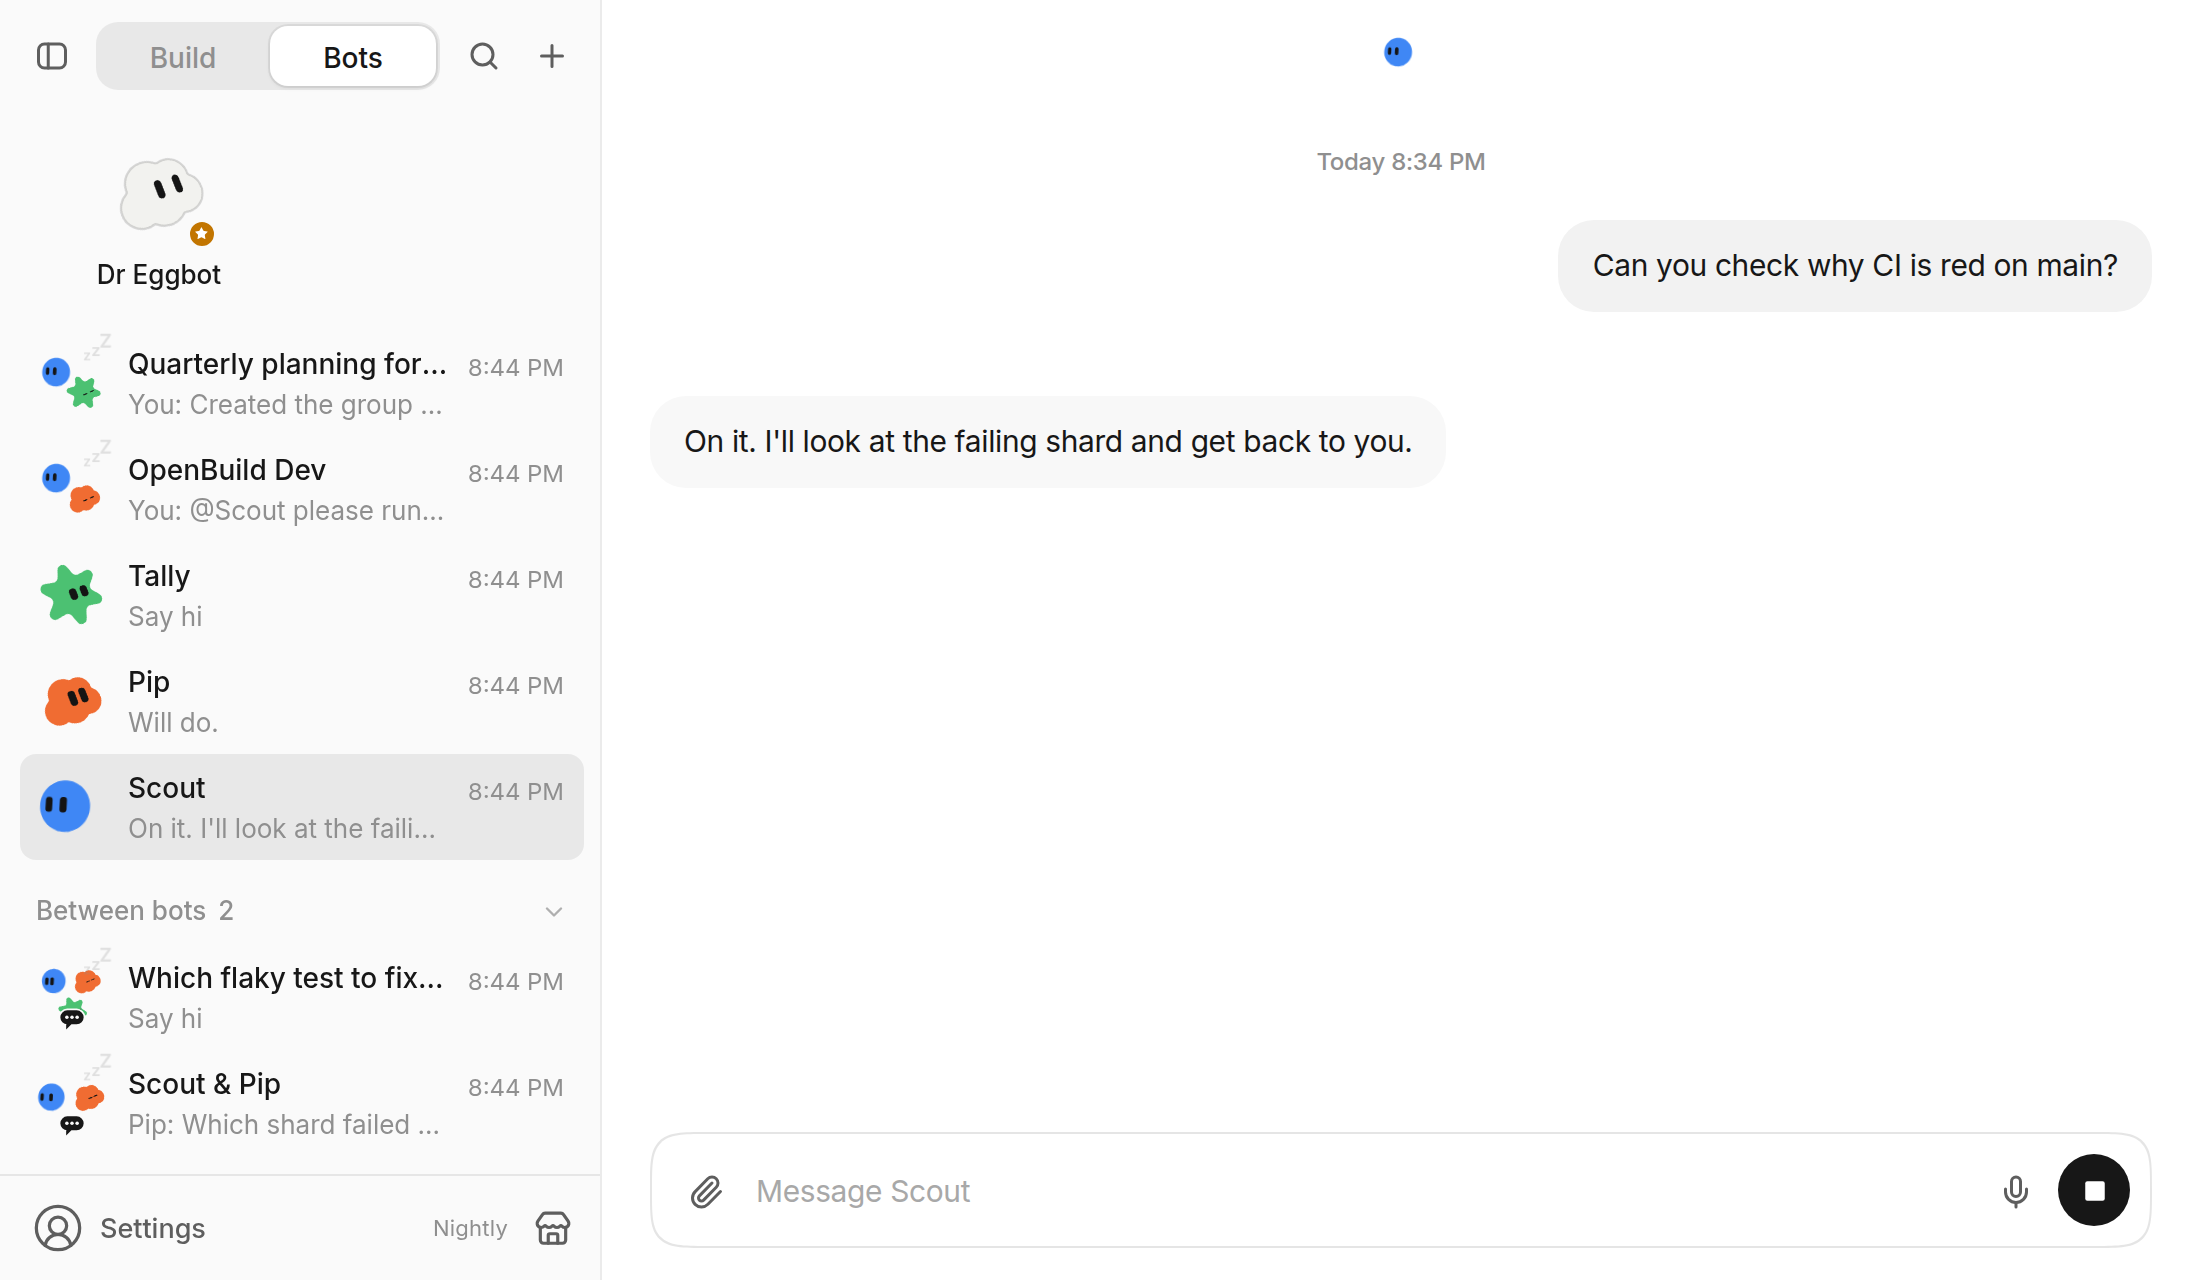 Build
Bots
Dr Eggbot
Quarterly planning for...
8:44 PM
You: Created the group ...
OpenBuild Dev
8:44 PM
You: @Scout please run...
Tally
8:44 PM
Say hi
Pip
8:44 PM
Will do.
Scout
8:44 PM
On it. I'll look at the faili...
Between bots 2
Which flaky test to fix...
8:44 PM
Say hi
Scout & Pip
8:44 PM
Pip: Which shard failed ...
Settings
Nightly
Today 8:34 PM
Can you check why CI is red on main?
On it. I'll look at the failing shard and get back to you.
Message Scout